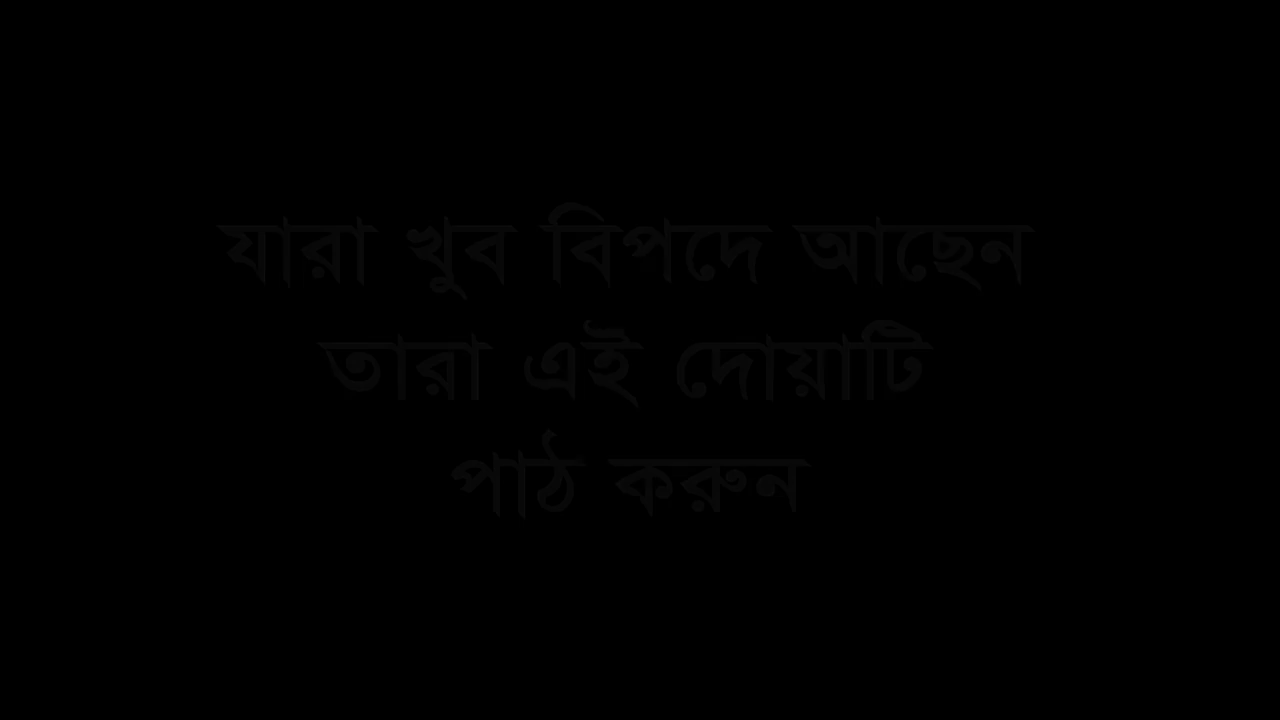 যারা খুব বিপদে আছেন
তারা এই দোয়াটি
পাঠ করুন